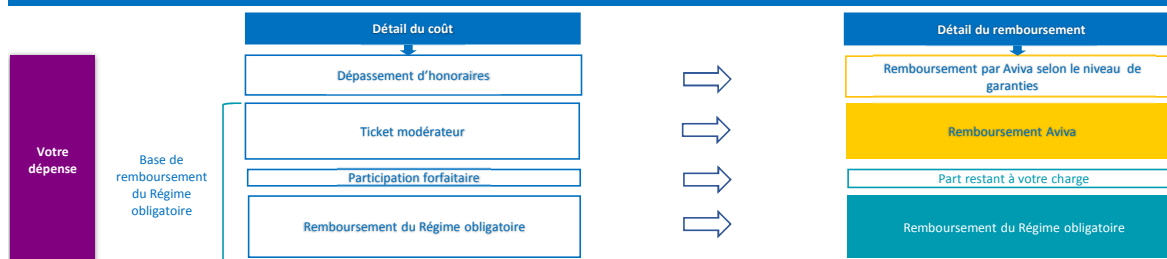 Détail du coût
Détail du remboursement
Dépassement d'honoraires
Remboursement par Aviva selon le niveau de
garanties
Votre
dépense
Base de
remboursement
du Régime
obligatoire
Ticket modérateur
Remboursement Aviva
Participation forfaitaire
Part restant à votre charge
Remboursement du Régime obligatoire
Remboursement du Régime obligatoire